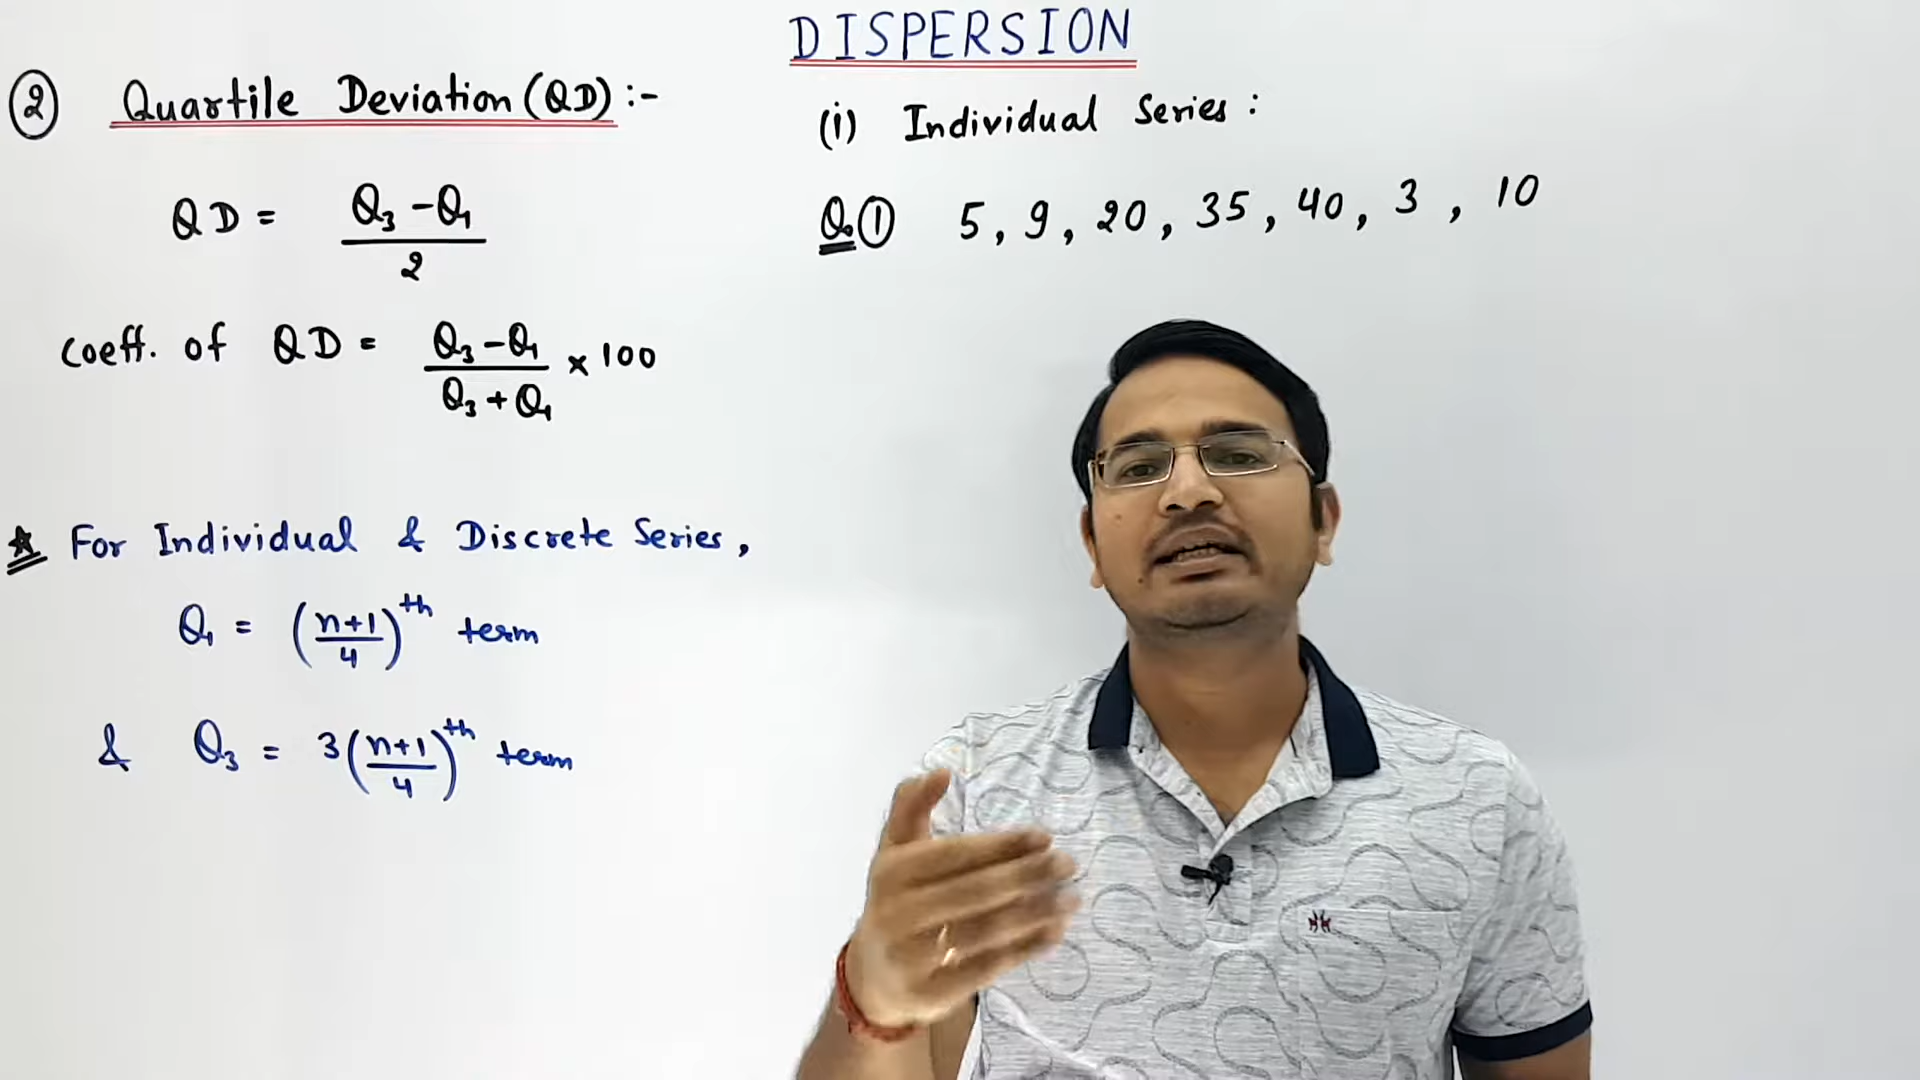 DISPERSION
② Quartile Deviation (QD) :-
QD = Q₃ - Q₁ / 2
Coeff. of QD = Q₃ - Q₁ / Q₃ + Q₁ × 100
★ For Individual & Discrete Series,
Q₁ = (n+1 / 4)ᵗʰ term
& Q₃ = 3(n+1 / 4)ᵗʰ term
(i) Individual Series :
Q.① 5, 9, 20, 35, 40, 3, 10